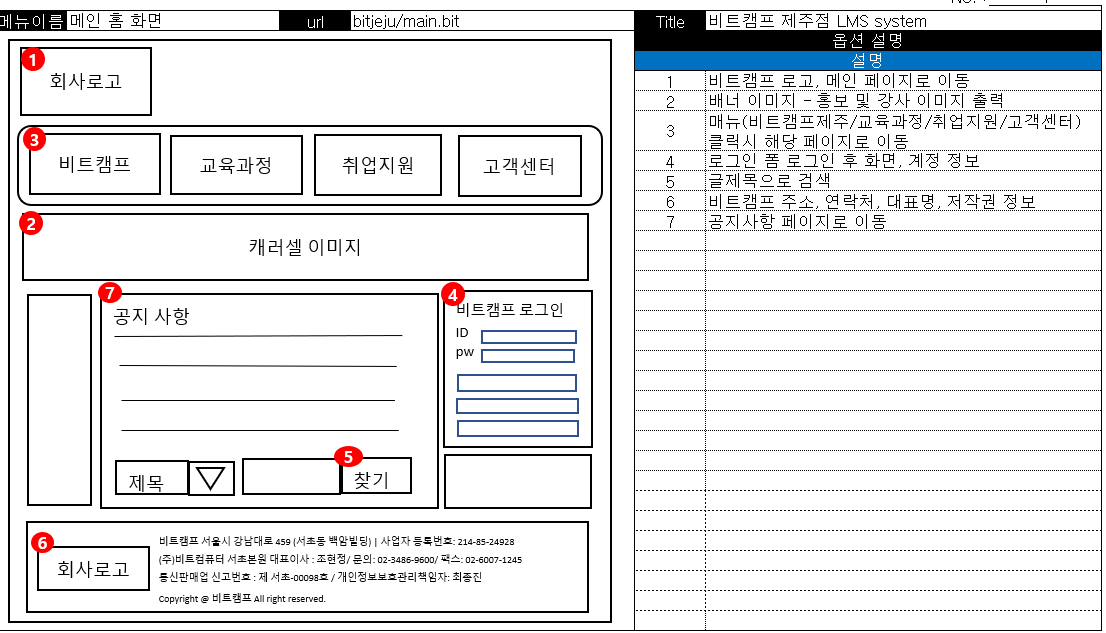 메뉴이름 메인 홈 화면 url bitjeju/main.bit
1
회사로고
3
비트캠프 교육과정 취업지원 고객센터
2
캐러셀 이미지
7
공지 사항
제목 ▽
5
찾기
4
비트캠프 로그인
ID
pw
6
회사로고
비트캠프 서울시 강남대로 459 (서초동 백암빌딩) | 사업자 등록번호: 214-85-24928
(주)비트컴퓨터 서초본원 대표이사 : 조현정/ 문의: 02-3486-9600/ 팩스: 02-6007-1245
통신판매업 신고번호 : 제 서초-00098호 / 개인정보보호관리책임자: 최종진
Copyright @ 비트캠프 All right reserved.
Title 비트캠프 제주점 LMS system
옵션 설명
설명
1 비트캠프 로고, 메인 페이지로 이동
2 배너 이미지 - 홍보 및 강사 이미지 출력
3 메뉴(비트캠프제주/교육과정/취업지원/고객센터)
클릭시 해당 페이지로 이동
4 로그인 폼 로그인 후 화면, 계정 정보
5 글제목으로 검색
6 비트캠프 주소, 연락처, 대표명, 저작권 정보
7 공지사항 페이지로 이동